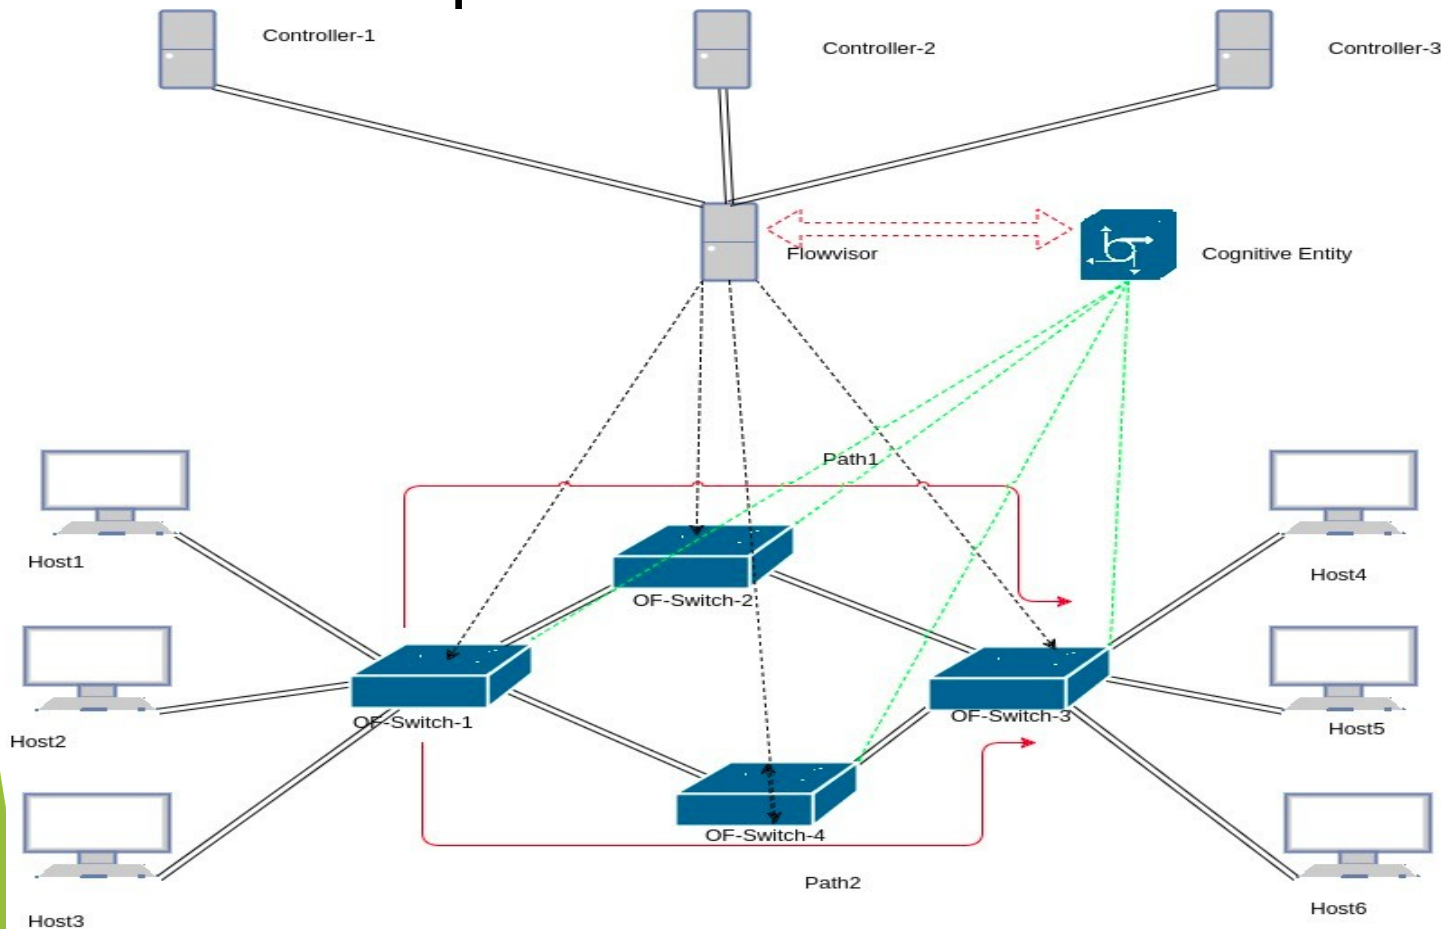 Controller-1
Controller-2
Controller-3
Flowvisor
Cognitive Entity
Path1
Host1
Host4
OF-Switch-2
Host2
OF-Switch-1
OF-Switch-3
Host5
OF-Switch-4
Path2
Host3
Host6